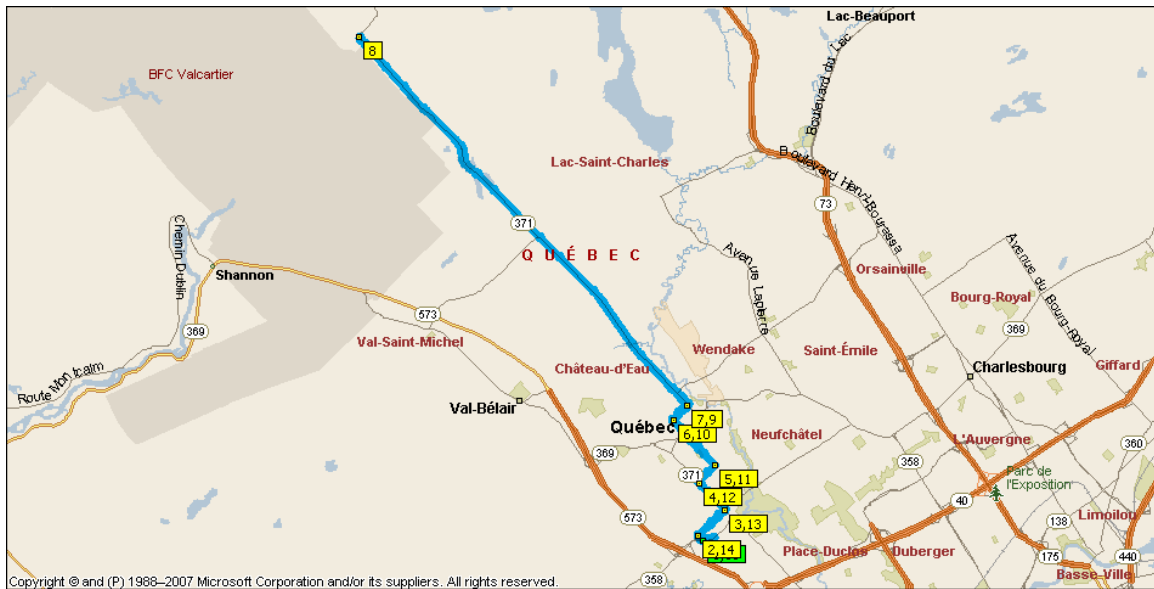 Lac-Beauport
8
BFC Valcartier
Boulevard du Lac
Boulevard Henri-Bourassa
Lac-Saint-Charles
73
371
Chemin Dublin
QUÉBEC
Avenue Lapierre
Avenue du Bourg-Royal
Shannon
Orsainville
Bourg-Royal
573
369
369
Val-Saint-Michel
Wendake
Saint-Émile
Route Montcalm
Château-d'Eau
Charlesbourg
Giffard
Val-Bélair
7,9
Québec
6,10
Neufchâtel
L'Auvergne
369
358
360
371
5,11
Parc de
l'Exposition
4,12
40
573
3,13
138
Limoilou
2,14
Place-Duclos
Duberger
175
440
358
Basse-Ville
Copyright © and (P) 1988–2007 Microsoft Corporation and/or its suppliers. All rights reserved.